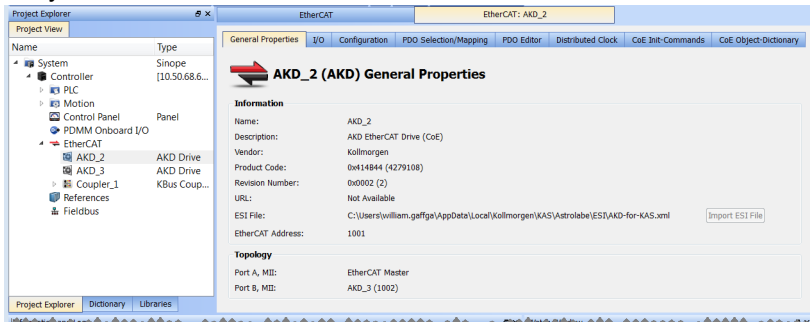 Project Explorer
EtherCAT
EtherCAT: AKD_2
Project View
Name Type
System Sinope
Controller [10.50.68.6...
PLC
Motion
Control Panel Panel
PDMM Onboard I/O
EtherCAT
AKD_2 AKD Drive
AKD_3 AKD Drive
Coupler_1 KBus Coup...
References
Fieldbus
Project Explorer Dictionary Libraries
General Properties I/O Configuration PDO Selection/Mapping PDO Editor Distributed Clock CoE Init-Commands CoE Object-Dictionary
AKD_2 (AKD) General Properties
Information
Name: AKD_2
Description: AKD EtherCAT Drive (CoE)
Vendor: Kollmorgen
Product Code: 0x414B44 (4279108)
Revision Number: 0x0002 (2)
URL: Not Available
ESI File: C:\Users\william.gaffga\AppData\Local\Kollmorgen\KAS\Astrolabe\ESI\AKD-for-KAS.xml Import ESI File
EtherCAT Address: 1001
Topology
Port A, MII: EtherCAT Master
Port B, MII: AKD_3 (1002)